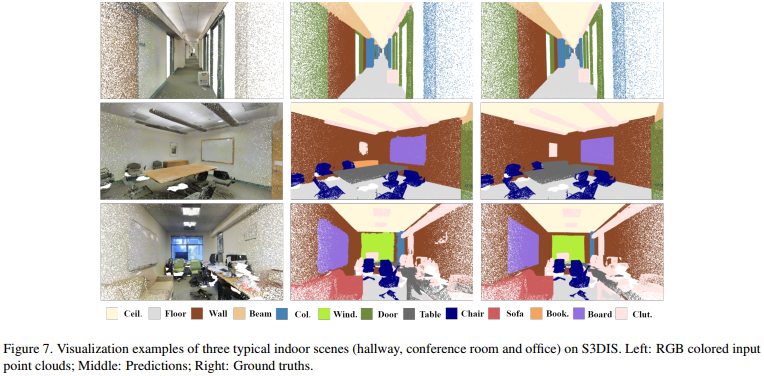 Ceil. Floor Wall Beam Col. Wind. Door Table Chair Sofa Book. Board Clut.
Figure 7. Visualization examples of three typical indoor scenes (hallway, conference room and office) on S3DIS. Left: RGB colored input
point clouds; Middle: Predictions; Right: Ground truths.